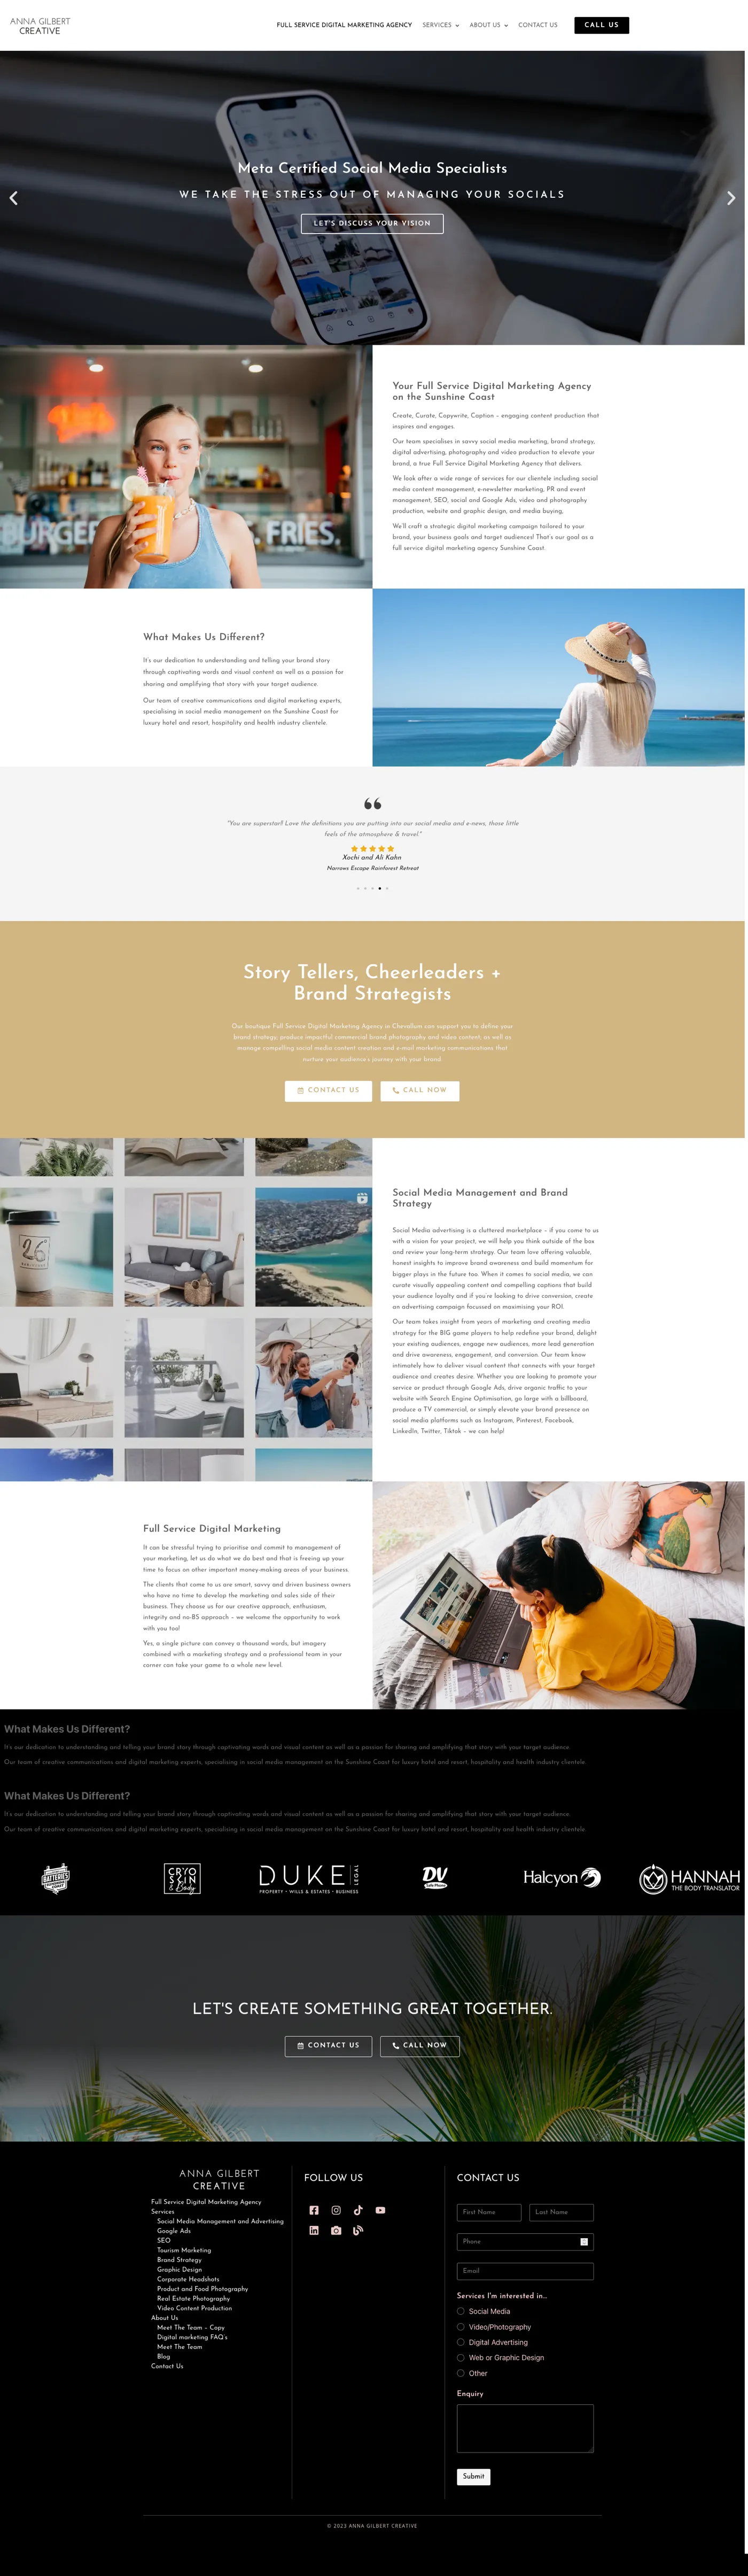 ANNA GILBERT
CREATIVE
FULL SERVICE DIGITAL MARKETING AGENCY
SERVICES
ABOUT US
CONTACT US
CALL US
Meta Certified Social Media Specialists
WE TAKE THE STRESS OUT OF MANAGING YOUR SOCIALS
LET'S DISCUSS YOUR VISION
BURGER
FRIES.
Your Full Service Digital Marketing Agency
on the Sunshine Coast
Create, Curate, Copywrite, Caption – engaging content production that
inspires and engages.
Our team specialises in savvy social media marketing, brand strategy,
digital advertising, photography and video production to elevate your
brand, a true Full Service Digital Marketing Agency that delivers.
We look after a wide range of services for our clientele including social
media content management, e-newsletter marketing, PR and event
management, SEO, social and Google Ads, video and photography
production, website and graphic design, and media buying,
We'll craft a strategic digital marketing campaign tailored to your
brand, your business goals and target audiences! That's our goal as a
full service digital marketing agency Sunshine Coast.
What Makes Us Different?
It's our dedication to understanding and telling your brand story
through captivating words and visual content as well as a passion for
sharing and amplifying that story with your target audience.
Our team of creative communications and digital marketing experts,
specialising in social media management on the Sunshine Coast for
luxury hotel and resort, hospitality and health industry clientele.
"You are superstar!! Love the definitions you are putting into our social media and e-news, those little
feels of the atmosphere & travel."
Xochi and Ali Kahn
Narrows Escape Rainforest Retreat
Story Tellers, Cheerleaders +
Brand Strategists
Our boutique Full Service Digital Marketing Agency in Chevallum can support you to define your
brand strategy, produce impactful commercial brand photography and video content, as well as
manage compelling social media content creation and e-mail marketing communications that
nurture your audience's journey with your brand.
CONTACT US
CALL NOW
26
Social Media Management and Brand
Strategy
Social Media advertising is a cluttered marketplace – if you come to us
with a vision for your project, we will help you think outside of the box
and review your long-term strategy. Our team love offering valuable,
honest insights to improve brand awareness and build momentum for
bigger plays in the future too. When it comes to social media, we can
curate visually appealing content and compelling captions that build
your audience loyalty and if you're looking to drive conversion, create
an advertising campaign focussed on maximising your ROI.
Our team takes insight from years of marketing and creating media
strategy for the BIG game players to help redefine your brand, delight
your existing audiences, engage new audiences, more lead generation
and drive awareness, engagement, and conversion. Our team know
intimately how to deliver visual content that connects with your target
audience and creates desire. Whether you are looking to promote your
service or product through Google Ads, drive organic traffic to your
website with Search Engine Optimisation, go large with a billboard,
produce a TV commercial, or simply elevate your brand presence on
social media platforms such as Instagram, Pinterest, Facebook,
LinkedIn, Twitter, Tiktok – we can help!
Full Service Digital Marketing
It can be stressful trying to prioritise and commit to management of
your marketing, let us do what we do best and that is freeing up your
time to focus on other important money-making areas of your business.
The clients that come to us are smart, savvy and driven business owners
who have no time to develop the marketing and sales side of their
business. They choose us for our creative approach, enthusiasm,
integrity and no-BS approach – we welcome the opportunity to work
with you too!
Yes, a single picture can convey a thousand words, but imagery
combined with a marketing strategy and a professional team in your
corner can take your game to a whole new level.
What Makes Us Different?
It's our dedication to understanding and telling your brand story through captivating words and visual content as well as a passion for sharing and amplifying that story with your target audience.
Our team of creative communications and digital marketing experts, specialising in social media management on the Sunshine Coast for luxury hotel and resort, hospitality and health industry clientele.
What Makes Us Different?
It's our dedication to understanding and telling your brand story through captivating words and visual content as well as a passion for sharing and amplifying that story with your target audience.
Our team of creative communications and digital marketing experts, specialising in social media management on the Sunshine Coast for luxury hotel and resort, hospitality and health industry clientele.
BATTERIES
CRYO
SKIN
& Body
DUKE LEGAL
PROPERTY • WILLS & ESTATES • BUSINESS
DV
Safe Phone
Halcyon
HANNAH
THE BODY TRANSLATOR
LET'S CREATE SOMETHING GREAT TOGETHER.
CONTACT US
CALL NOW
ANNA GILBERT
CREATIVE
Full Service Digital Marketing Agency
Services
Social Media Management and Advertising
Google Ads
SEO
Tourism Marketing
Brand Strategy
Graphic Design
Corporate Headshots
Product and Food Photography
Real Estate Photography
Video Content Production
About Us
Meet The Team – Copy
Digital marketing FAQ's
Meet The Team
Blog
Contact Us
FOLLOW US
CONTACT US
First Name
Last Name
Phone
Email
Services I'm interested in...
Social Media
Video/Photography
Digital Advertising
Web or Graphic Design
Other
Enquiry
Submit
© 2023 ANNA GILBERT CREATIVE